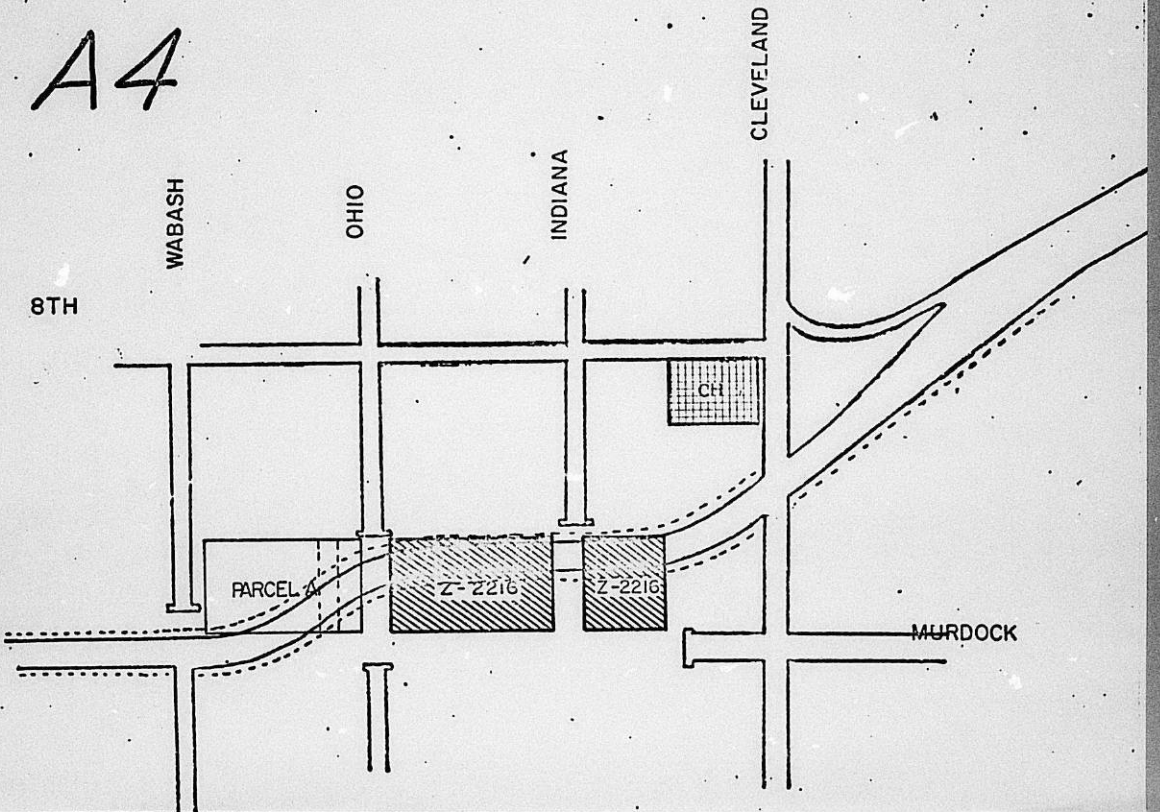 A4
CLEVELAND
WABASH
OHIO
INDIANA
8TH
CH
PARCEL A
Z-2216
Z-2216
MURDOCK